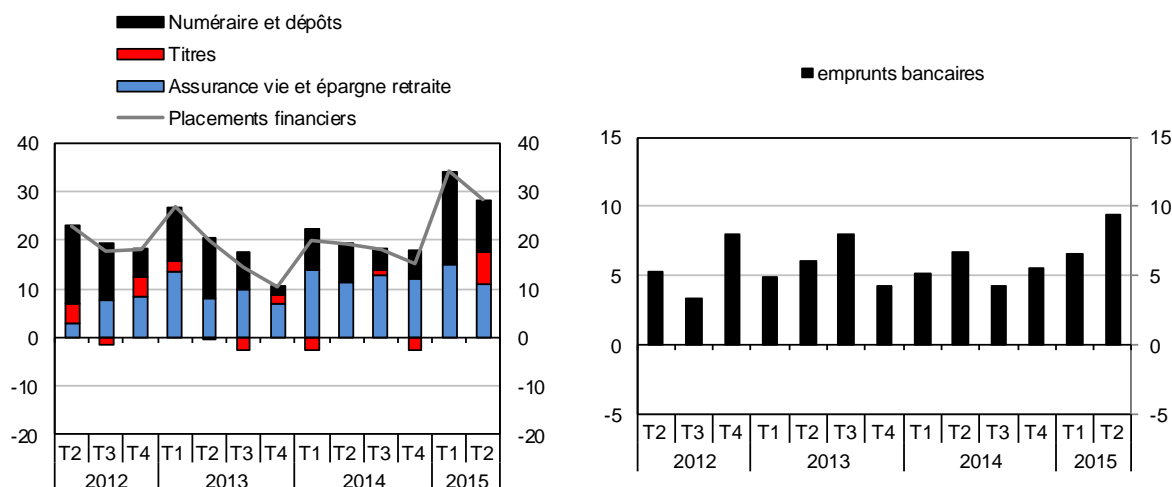 Numéraire et dépôts
Titres
Assurance vie et épargne retraite
Placements financiers
40 40
30 30
20 20
10 10
0 0
-10 -10
-20 -20
T2 T3 T4 T1 T2 T3 T4 T1 T2 T3 T4 T1 T2
2012 2013 2014 2015
emprunts bancaires
15 15
10 10
5 5
0 0
-5 -5
T2 T3 T4 T1 T2 T3 T4 T1 T2 T3 T4 T1 T2
2012 2013 2014 2015